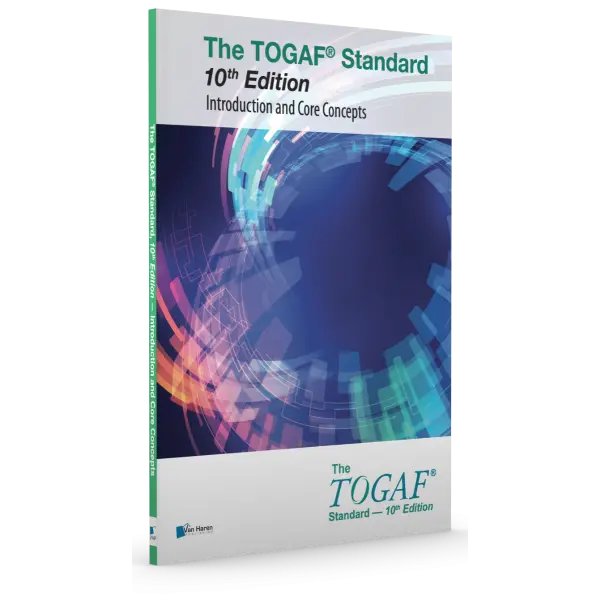 The TOGAF® Standard
10th Edition
Introduction and Core Concepts
The TOGAF® Standard, 10th Edition – Introduction and Core Concepts
The
TOGAF®
Standard — 10th Edition
Van Haren